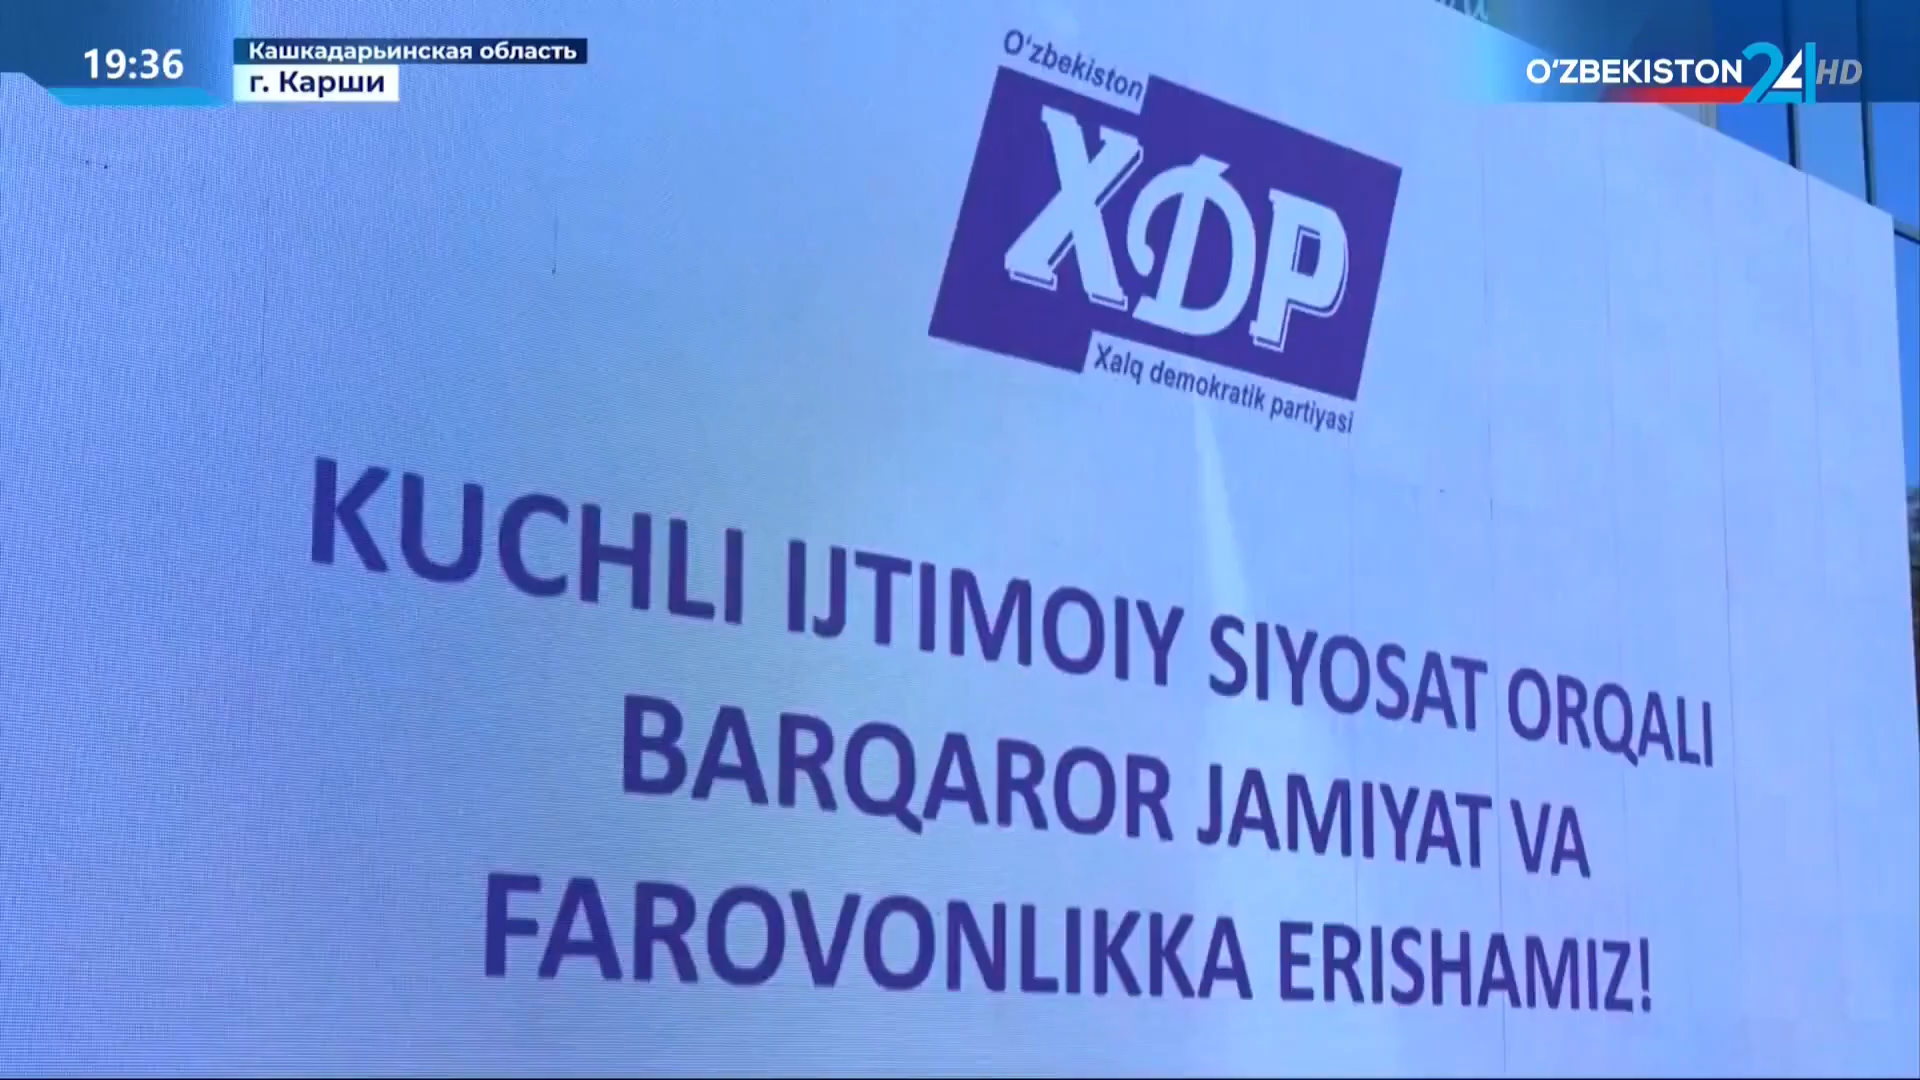 19:36
Кашкадарьинская область
г. Карши
O‘ZBEKISTON 24 HD
O‘zbekiston
XDP
Xalq demokratik partiyasi
KUCHLI IJTIMOIY SIYOSAT ORQALI
BARQAROR JAMIYAT VA
FAROVONLIKKA ERISHAMIZ!